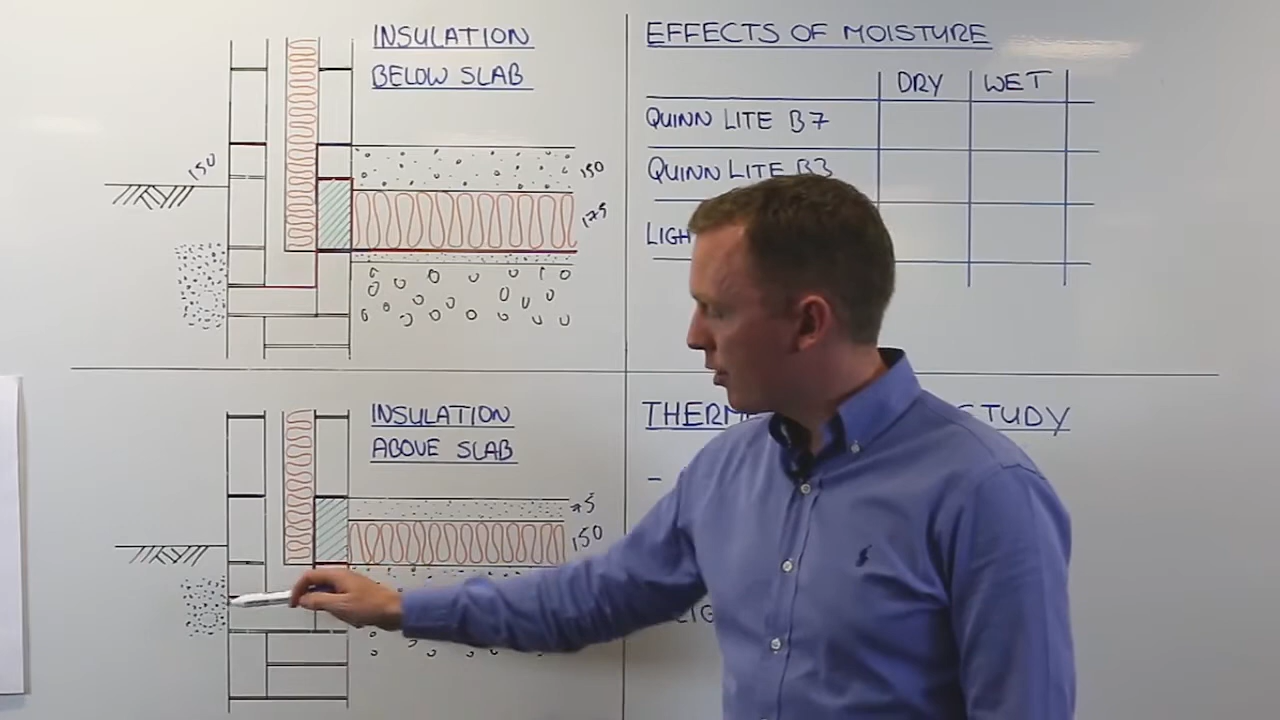 INSULATION
BELOW SLAB
150
150
175
EFFECTS OF MOISTURE
DRY WET
QUINN LITE B7
QUINN LITE B3
INSULATION
ABOVE SLAB
75
150
STUDY